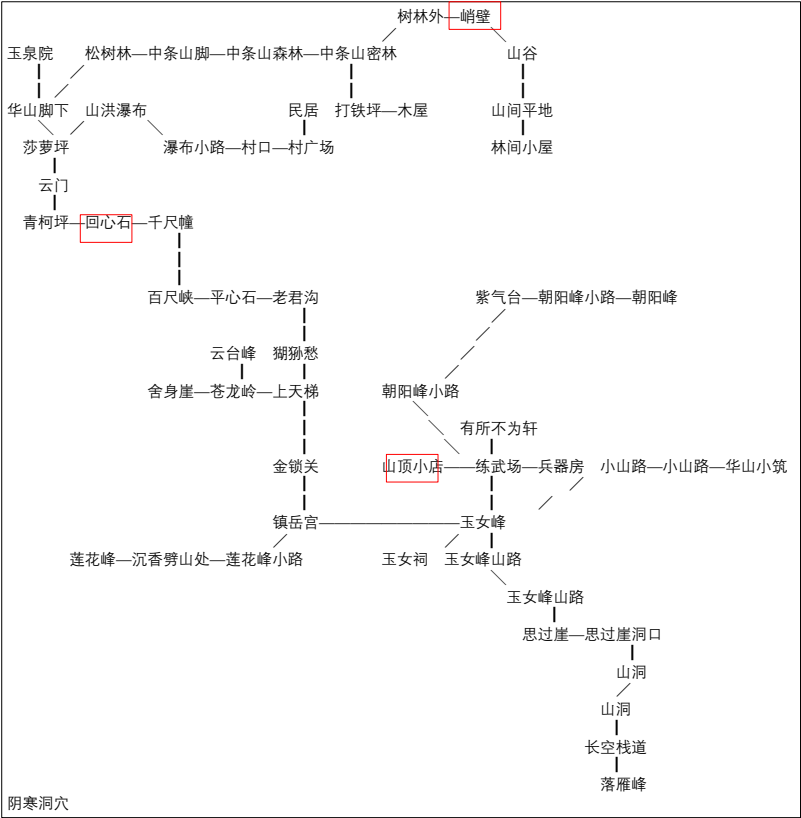 树林外—峭壁
玉泉院 松树林—中条山脚—中条山森林—中条山密林 山谷
华山脚下 山洪瀑布 民居 打铁坪—木屋 山间平地
莎萝坪 瀑布小路—村口—村广场 林间小屋
云门
青柯坪—回心石—千尺幢
百尺峡—平心石—老君沟 紫气台—朝阳峰小路—朝阳峰
云台峰 猢狲愁
舍身崖—苍龙岭—上天梯 朝阳峰小路
有所不为轩
金锁关 山顶小店——练武场—兵器房 小山路—小山路—华山小筑
镇岳宫—————————玉女峰
莲花峰—沉香劈山处—莲花峰小路 玉女祠 玉女峰山路
玉女峰山路
思过崖—思过崖洞口
山洞
山洞
长空栈道
落雁峰
阴寒洞穴